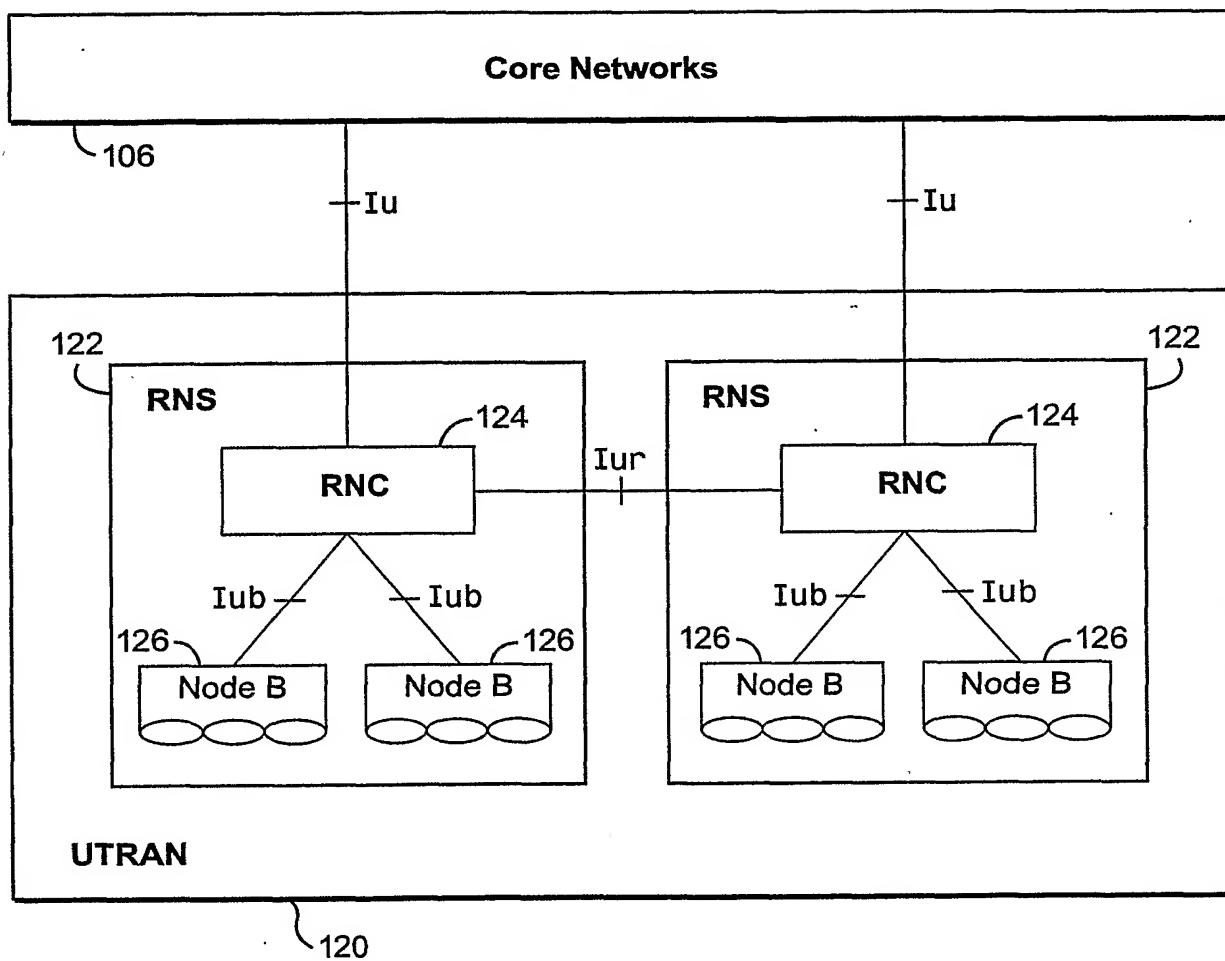 Core Networks
106
Iu
Iu
122
122
RNS
RNS
124
124
RNC
Iur
RNC
Iub
Iub
Iub
Iub
126
126
126
126
Node B
Node B
Node B
Node B
UTRAN
120